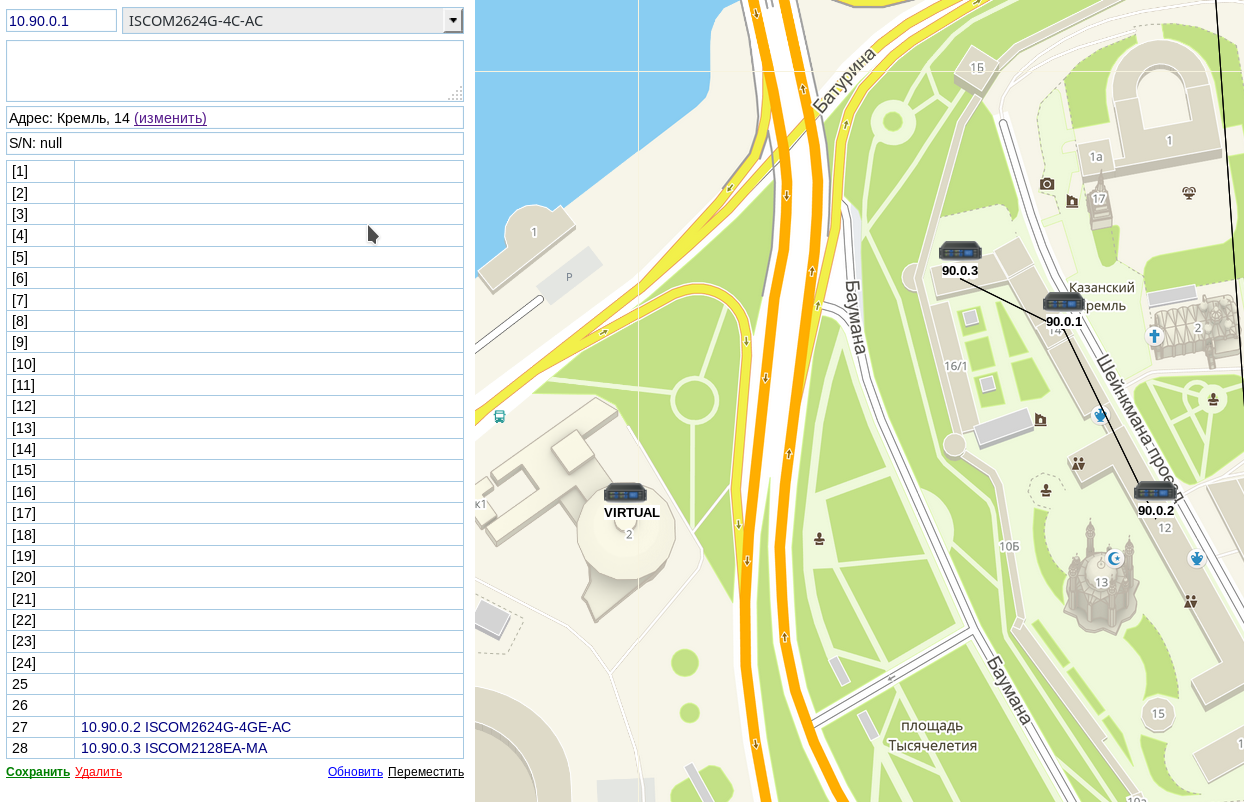 10.90.0.1
ISCOM2624G-4C-AC
Адрес: Кремль, 14 (изменить)
S/N: null
[1]
[2]
[3]
[4]
[5]
[6]
[7]
[8]
[9]
[10]
[11]
[12]
[13]
[14]
[15]
[16]
[17]
[18]
[19]
[20]
[21]
[22]
[23]
[24]
25
26
27 10.90.0.2 ISCOM2624G-4GE-AC
28 10.90.0.3 ISCOM2128EA-MA
Сохранить Удалить Обновить Переместить
Батурина
1Б
1
1а
17
1
P
90.0.3
Казанский
90.0.1
14
2
Баумана
16/1
Шейнкмана проезд
к1
VIRTUAL
2
90.0.2
12
10Б
13
Баумана
15
площадь
Тысячелетия
10а